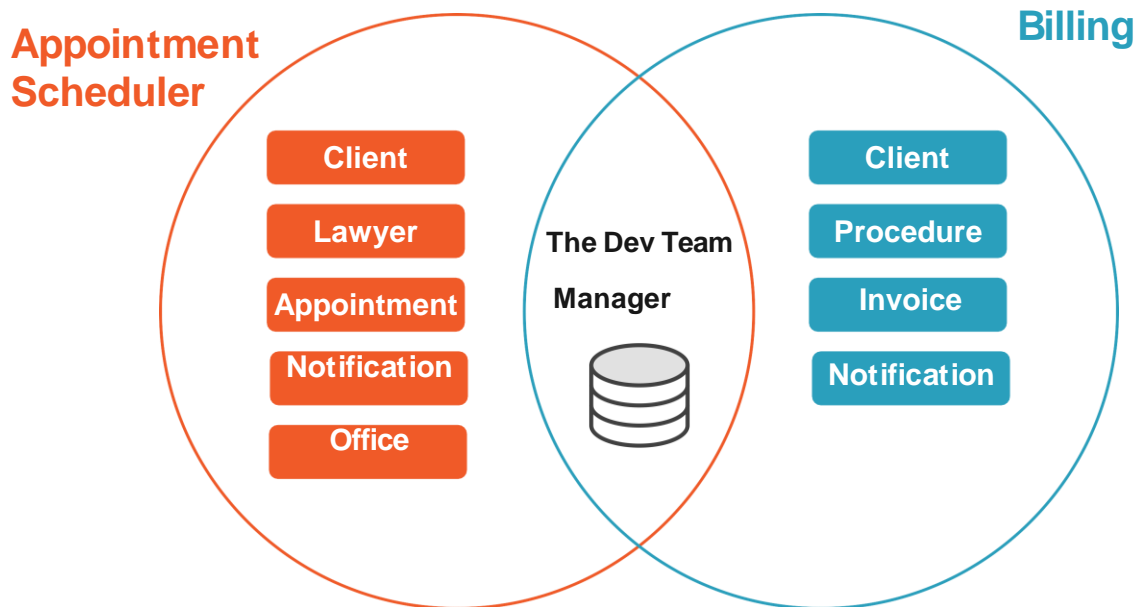 Appointment
Scheduler
Billing
Client
Lawyer
Appointment
Notification
Office
The Dev Team
Manager
Client
Procedure
Invoice
Notification